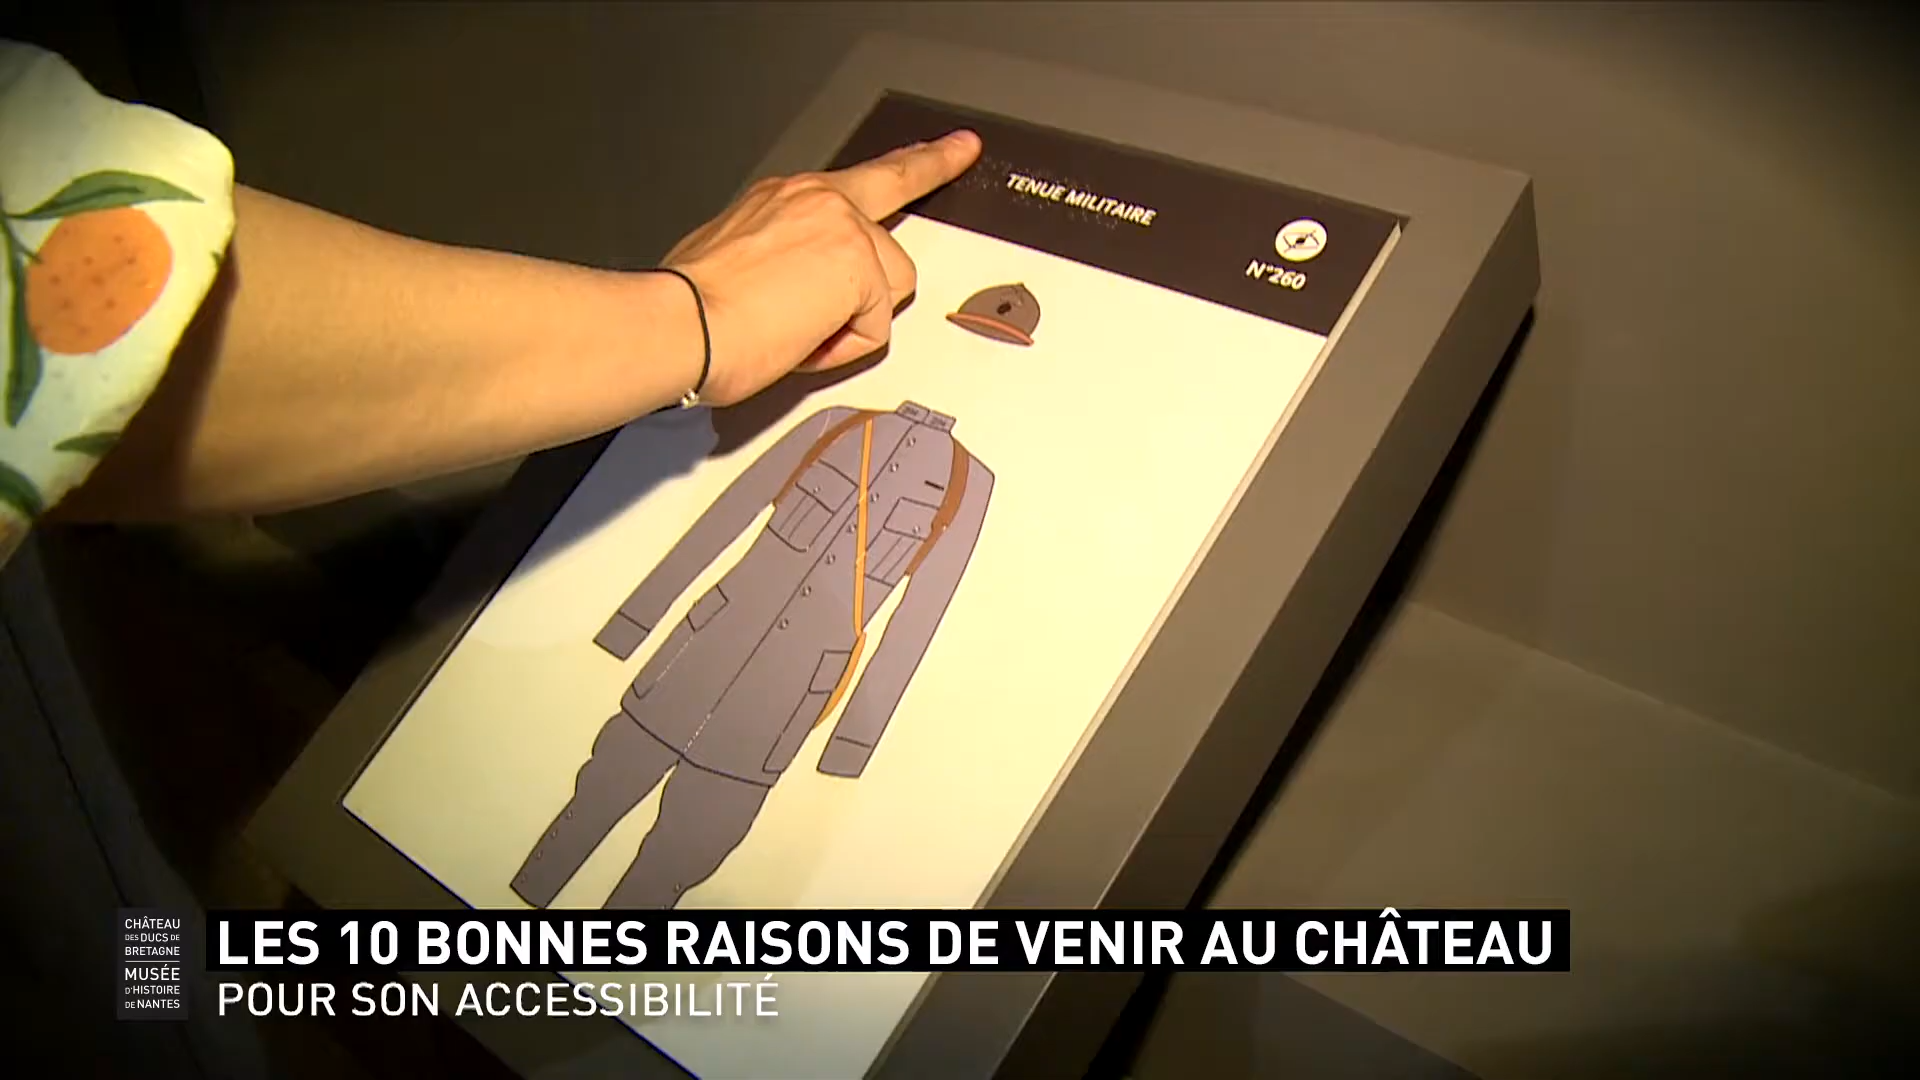 TENUE MILITAIRE
N°260
LES 10 BONNES RAISONS DE VENIR AU CHÂTEAU
POUR SON ACCESSIBILITÉ
CHÂTEAU
DES DUCS DE
BRETAGNE
MUSÉE
D'HISTOIRE
DE NANTES